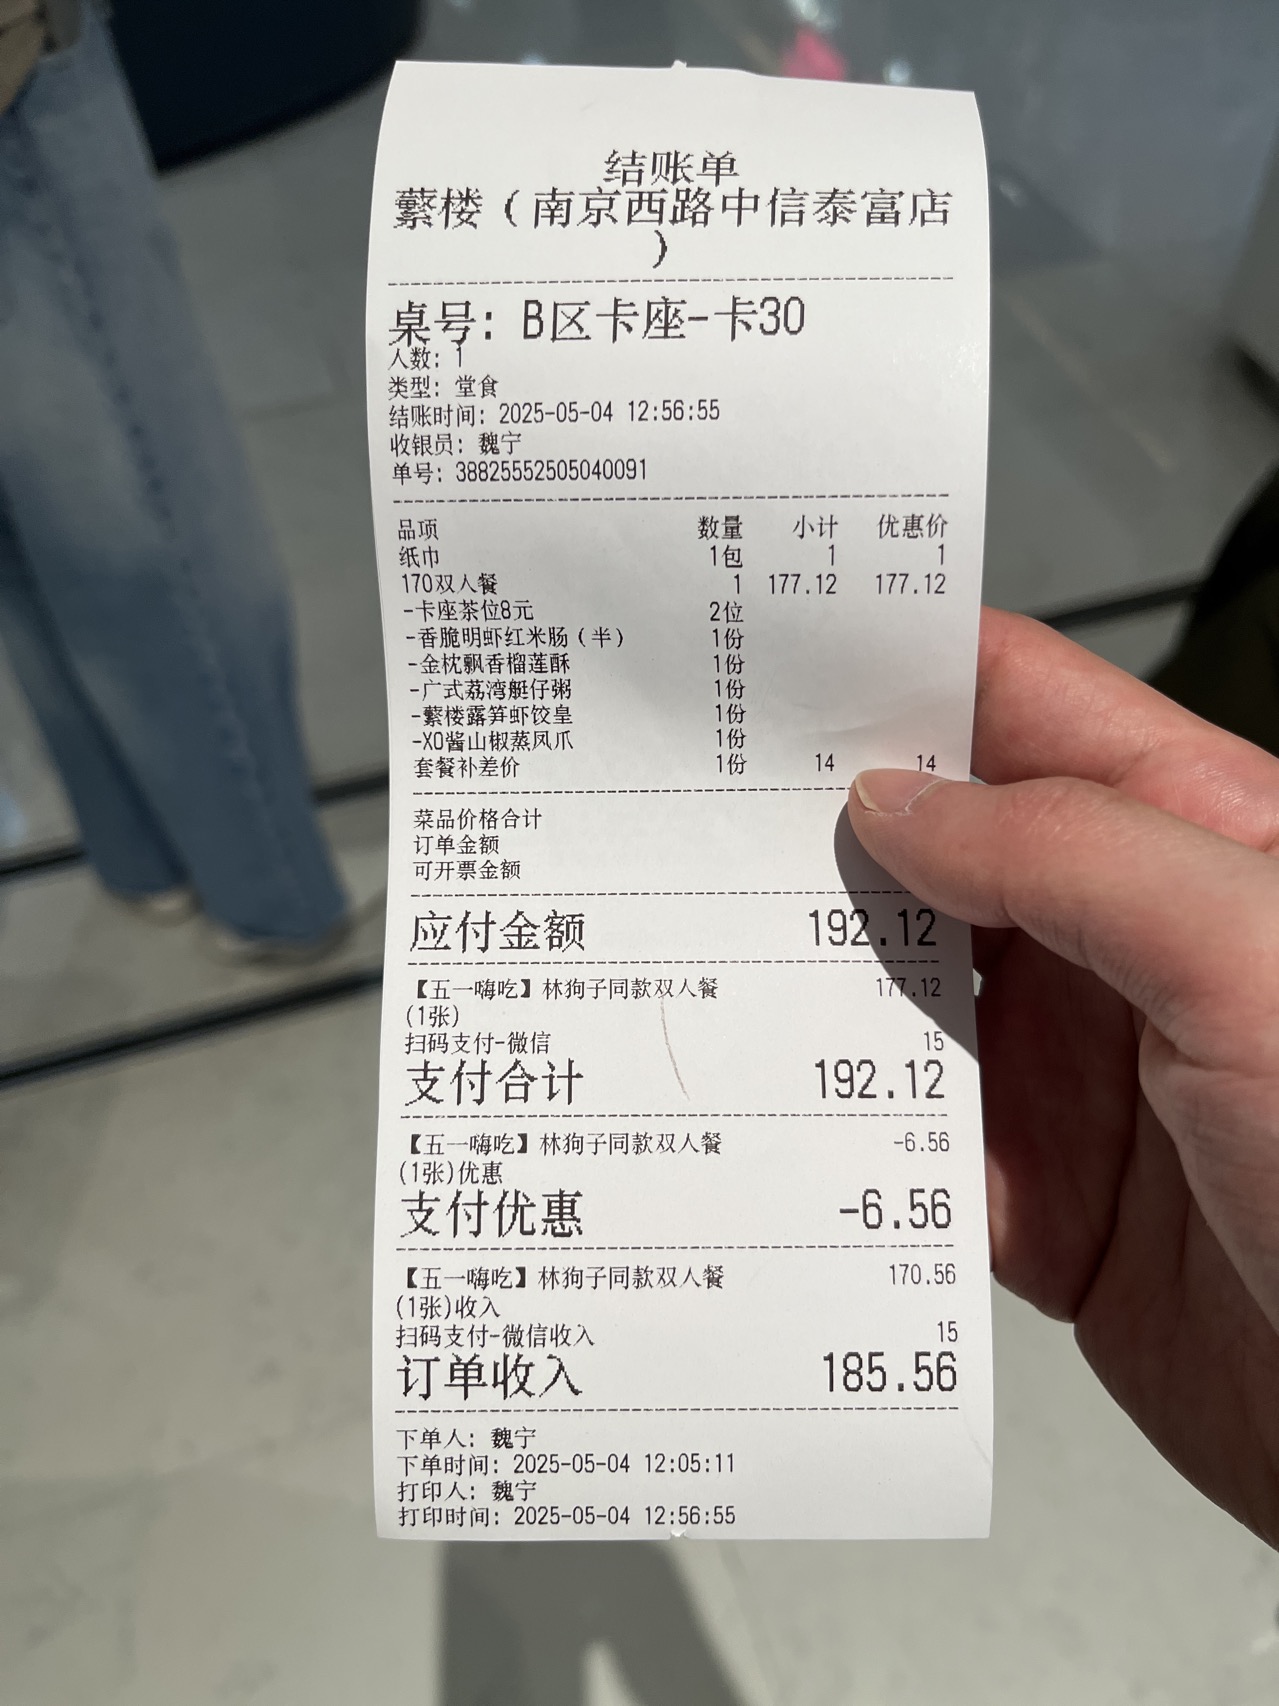 结账单
蘩楼（南京西路中信泰富店
）
桌号: B区卡座-卡30
人数: 1
类型: 堂食
结账时间: 2025-05-04 12:56:55
收银员: 魏宁
单号: 38825552505040091
品项 数量 小计 优惠价
纸巾 1包 1 1
170双人餐 1 177.12 177.12
-卡座茶位8元 2位
-香脆明虾红米肠（半） 1份
-金枕飘香榴莲酥 1份
-广式荔湾艇仔粥 1份
-蘩楼露笋虾饺皇 1份
-XO酱山椒蒸凤爪 1份
套餐补差价 1份 14 14
菜品价格合计
订单金额
可开票金额
应付金额 192.12
【五一嗨吃】林狗子同款双人餐 177.12
(1张)
扫码支付-微信 15
支付合计 192.12
【五一嗨吃】林狗子同款双人餐 -6.56
(1张)优惠
支付优惠 -6.56
【五一嗨吃】林狗子同款双人餐 170.56
(1张)收入
扫码支付-微信收入 15
订单收入 185.56
下单人: 魏宁
下单时间: 2025-05-04 12:05:11
打印人: 魏宁
打印时间: 2025-05-04 12:56:55